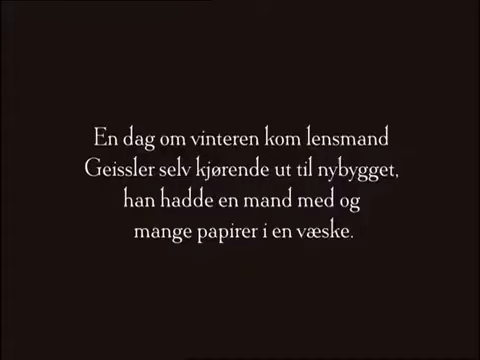 En dag om vinteren kom lensmand
Geissler selv kjørende ut til nybygget,
han hadde en mand med og
mange papirer i en væske.